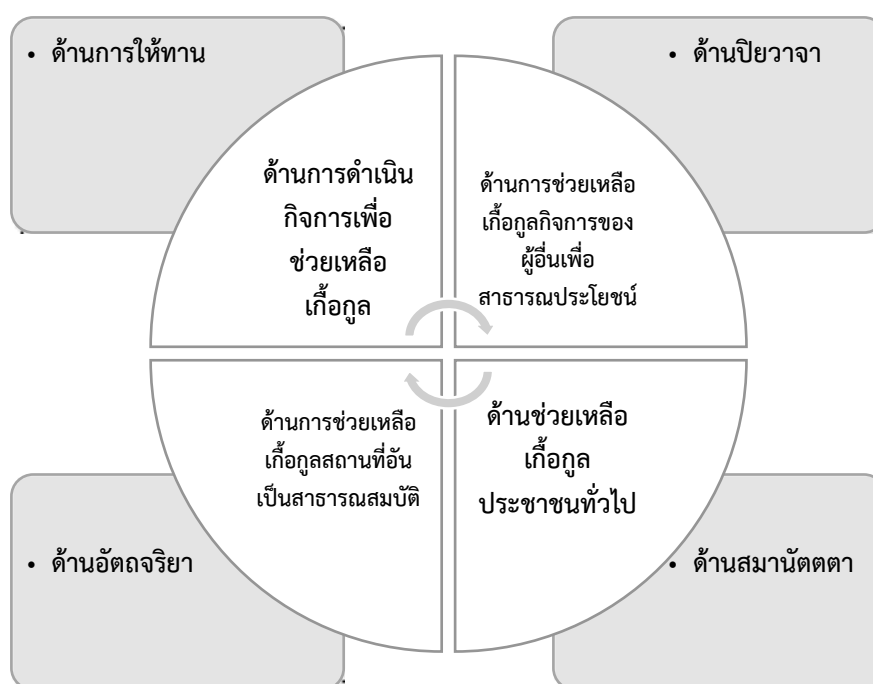 • ด้านการให้ทาน
• ด้านปิยวาจา
ด้านการดำเนิน
กิจการเพื่อ
ช่วยเหลือ
เกื้อกูล
ด้านการช่วยเหลือ
เกื้อกูลกิจการของ
ผู้อื่นเพื่อ
สาธารณประโยชน์
ด้านการช่วยเหลือ
เกื้อกูลสถานที่อัน
เป็นสาธารณสมบัติ
ด้านช่วยเหลือ
เกื้อกูล
ประชาชนทั่วไป
• ด้านอัตถจริยา
• ด้านสมานัตตตา